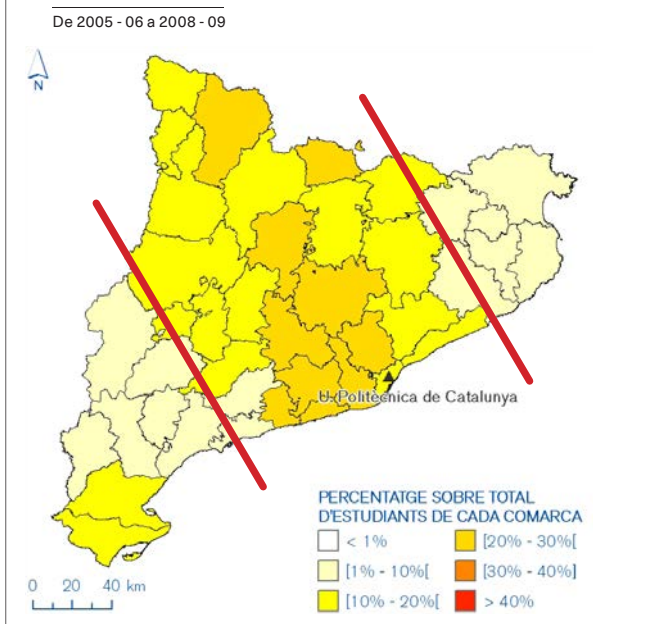 De 2005 - 06 a 2008 - 09
N
U. Politècnica de Catalunya
PERCENTATGE SOBRE TOTAL
D'ESTUDIANTS DE CADA COMARCA
< 1%
[20% - 30%[
[1% - 10%[
[30% - 40%]
[10% - 20%[
> 40%
0 20 40 km